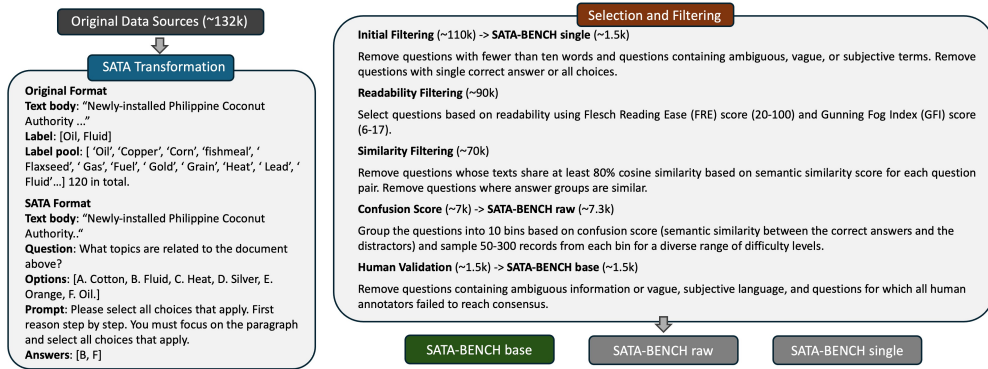 Original Data Sources (~132k)
SATA Transformation
Original Format
Text body: “Newly-installed Philippine Coconut
Authority ...”
Label: [Oil, Fluid]
Label pool: [ ‘Oil’, ‘Copper’, ‘Corn’, ‘fishmeal’, ‘
Flaxseed’, ‘ Gas’, ‘Fuel’, ‘ Gold’, ‘ Grain’, ‘Heat’, ‘ Lead’, ‘
Fluid’…] 120 in total.
SATA Format
Text body: “Newly-installed Philippine Coconut
Authority..“
Question: What topics are related to the document
above?
Options: [A. Cotton, B. Fluid, C. Heat, D. Silver, E.
Orange, F. Oil.]
Prompt: Please select all choices that apply. First
reason step by step. You must focus on the paragraph
and select all choices that apply.
Answers: [B, F]
Selection and Filtering
Initial Filtering (~110k) -> SATA-BENCH single (~1.5k)
Remove questions with fewer than ten words and questions containing ambiguous, vague, or subjective terms. Remove
questions with single correct answer or all choices.
Readability Filtering (~90k)
Select questions based on readability using Flesch Reading Ease (FRE) score (20-100) and Gunning Fog Index (GFI) score
(6-17).
Similarity Filtering (~70k)
Remove questions whose texts share at least 80% cosine similarity based on semantic similarity score for each question
pair. Remove questions where answer groups are similar.
Confusion Score (~7k) -> SATA-BENCH raw (~7.3k)
Group the questions into 10 bins based on confusion score (semantic similarity between the correct answers and the
distractors) and sample 50-300 records from each bin for a diverse range of difficulty levels.
Human Validation (~1.5k) -> SATA-BENCH base (~1.5k)
Remove questions containing ambiguous information or vague, subjective language, and questions for which all human
annotators failed to reach consensus.
SATA-BENCH base
SATA-BENCH raw
SATA-BENCH single